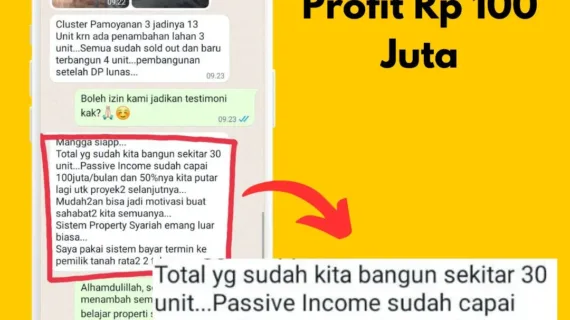 Profit Rp 100
Juta
09.22
Cluster Pamoyanan 3 jadinya 13
Unit krn ada penambahan lahan 3
unit...Semua sudah sold out dan baru
terbangun 4 unit...pembangunan
setelah DP lunas...
09.23
Boleh izin kami jadikan testimoni
kak?🙏🏻☺️
09.23
Mangga siapp...
Total yg sudah kita bangun sekitar 30
unit...Passive Income sudah capai
100juta/bulan dan 50%nya kita putar
lagi utk proyek2 selanjutnya...
Mudah2an bisa jadi motivasi buat
sahabat2 kita semuanya...
Sistem Property Syariah emang luar
biasa...
Saya pakai sistem bayar termin ke
pemilik tanah rata2 2
Alhamdulillah, se
menambah sem
belajar properti s
Total yg sudah kita bangun sekitar 30
unit...Passive Income sudah capai